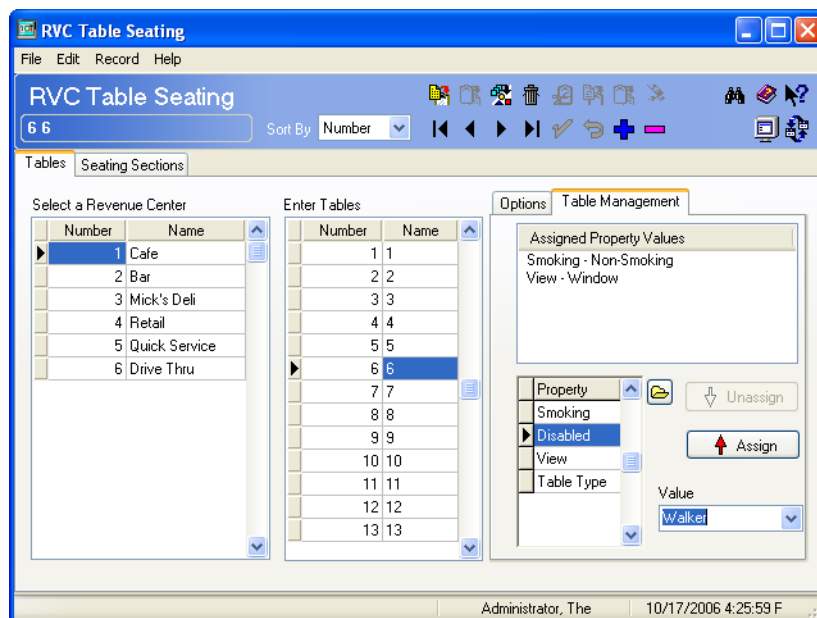 RVC Table Seating
File Edit Record Help
RVC Table Seating
6 6
Sort By Number
Tables Seating Sections
Select a Revenue Center
Number Name
1 Cafe
2 Bar
3 Mick's Deli
4 Retail
5 Quick Service
6 Drive Thru
Enter Tables
Number Name
1 1
2 2
3 3
4 4
5 5
6 6
7 7
8 8
9 9
10 10
11 11
12 12
13 13
Options Table Management
Assigned Property Values
Smoking - Non-Smoking
View - Window
Property
Smoking
Disabled
View
Table Type
Unassign
Assign
Value
Walker
Administrator, The 10/17/2006 4:25:59 F